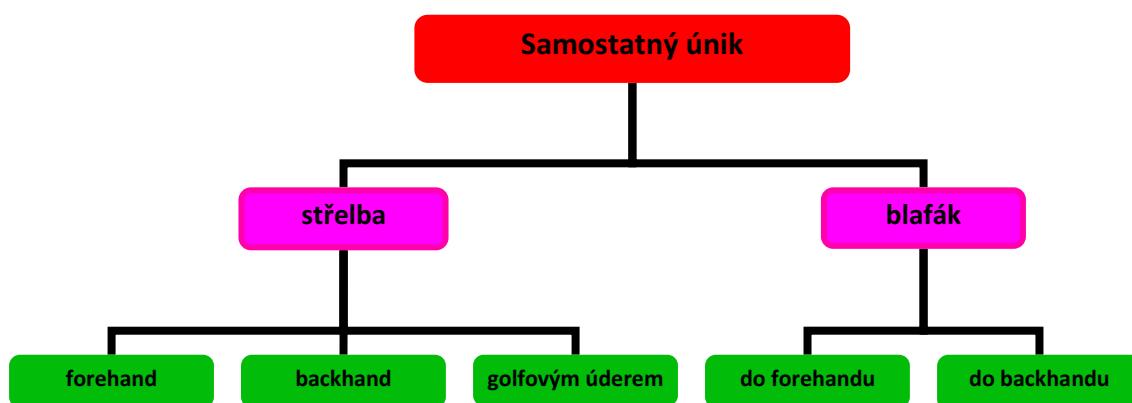 Samostatný únik
střelba
blafák
forehand
backhand
golfovým úderem
do forehandu
do backhandu